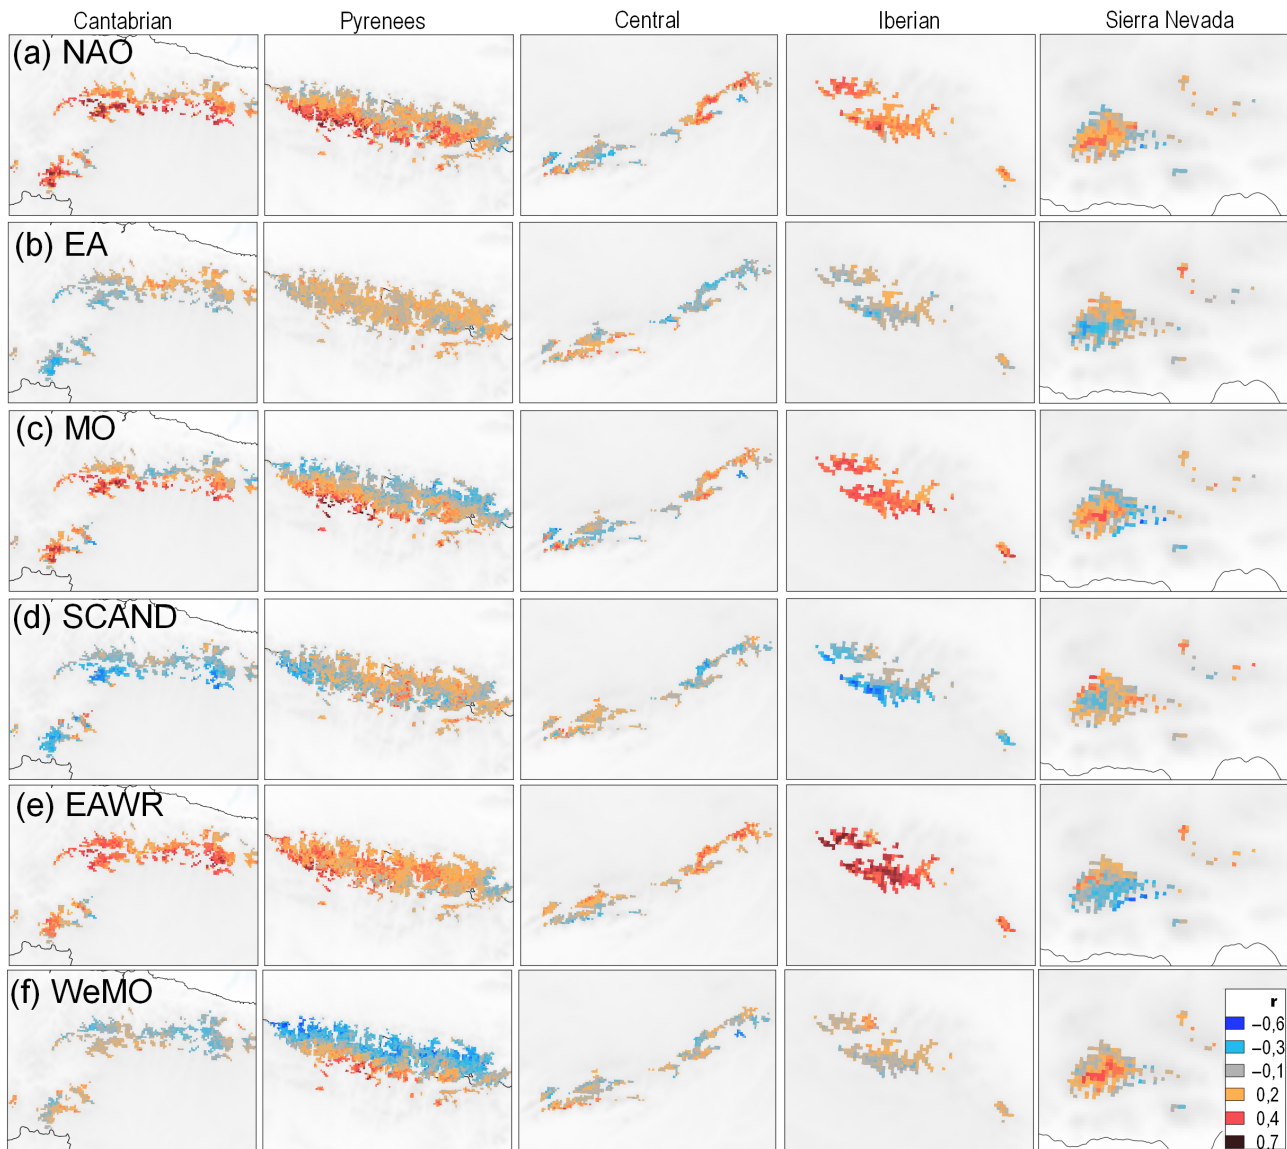 Cantabrian Pyrenees Central Iberian Sierra Nevada
(a) NAO
(b) EA
(c) MO
(d) SCAND
(e) EAWR
(f) WeMO
r
−0,6
−0,3
−0,1
0,2
0,4
0,7